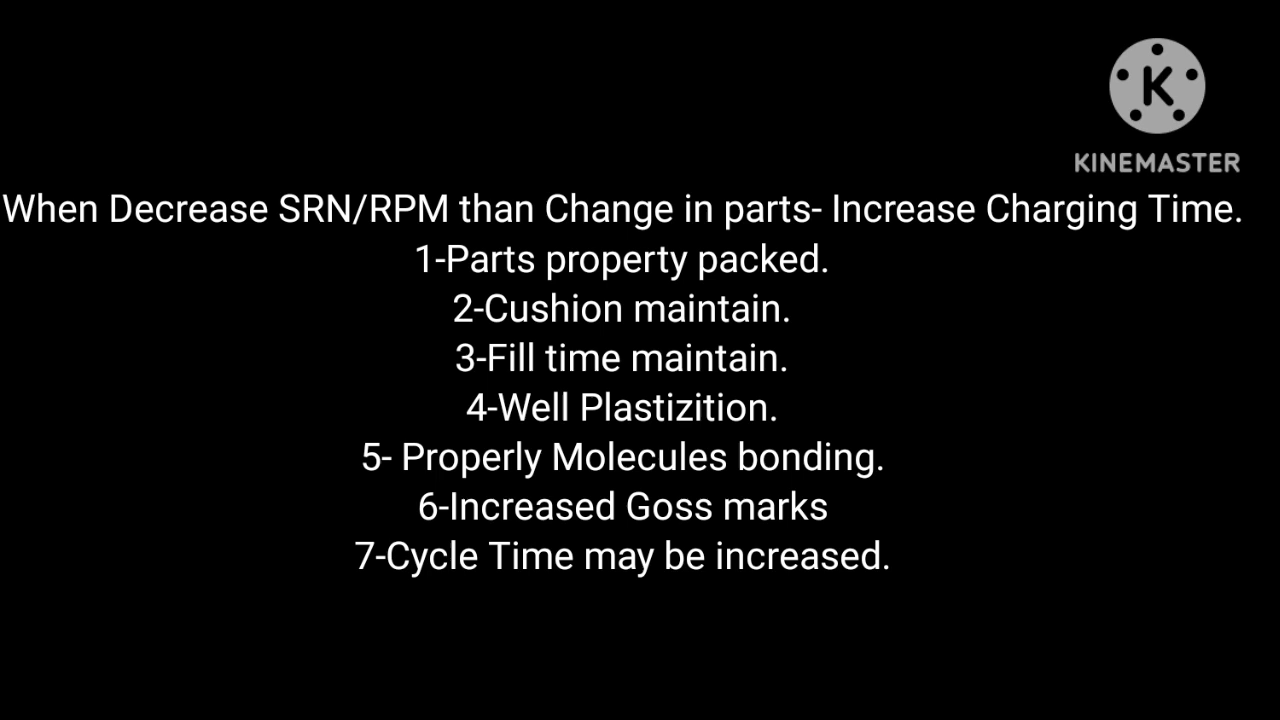 K
KINEMASTER
When Decrease SRN/RPM than Change in parts- Increase Charging Time.
1-Parts property packed.
2-Cushion maintain.
3-Fill time maintain.
4-Well Plastizition.
5- Properly Molecules bonding.
6-Increased Goss marks
7-Cycle Time may be increased.